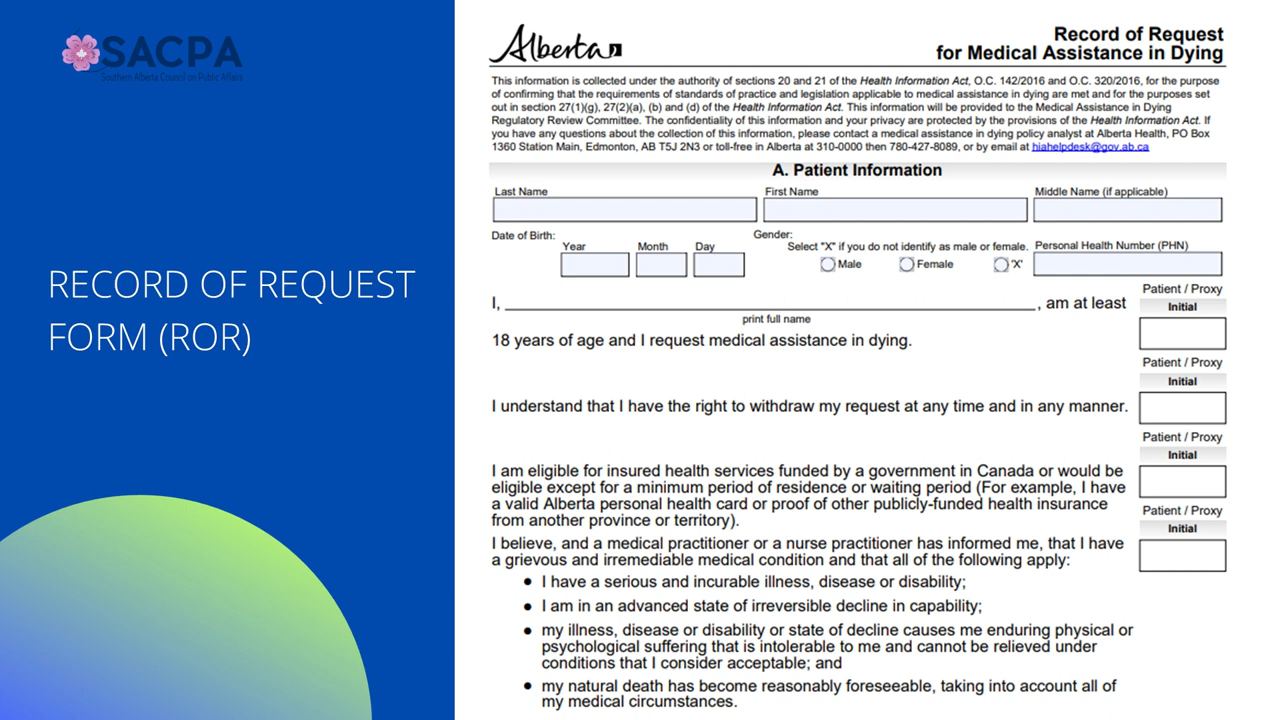 SACPA
Southern Alberta Council on Public Affairs
RECORD OF REQUEST
FORM (ROR)
Alberta
Record of Request
for Medical Assistance in Dying
This information is collected under the authority of sections 20 and 21 of the Health Information Act, O.C. 142/2016 and O.C. 320/2016, for the purpose
of confirming that the requirements of standards of practice and legislation applicable to medical assistance in dying are met and for the purposes set
out in section 27(1)(g), 27(2)(a), (b) and (d) of the Health Information Act. This information will be provided to the Medical Assistance in Dying
Regulatory Review Committee. The confidentiality of this information and your privacy are protected by the provisions of the Health Information Act. If
you have any questions about the collection of this information, please contact a medical assistance in dying policy analyst at Alberta Health, PO Box
1360 Station Main, Edmonton, AB T5J 2N3 or toll-free in Alberta at 310-0000 then 780-427-8089, or by email at hiahelpdesk@gov.ab.ca
A. Patient Information
Last Name
First Name
Middle Name (if applicable)
Date of Birth:
Year
Month
Day
Gender:
Select "X" if you do not identify as male or female.
Male
Female
'X'
Personal Health Number (PHN)
I, , am at least
print full name
18 years of age and I request medical assistance in dying.
Patient / Proxy
Initial
I understand that I have the right to withdraw my request at any time and in any manner.
Patient / Proxy
Initial
I am eligible for insured health services funded by a government in Canada or would be
eligible except for a minimum period of residence or waiting period (For example, I have
a valid Alberta personal health card or proof of other publicly-funded health insurance
from another province or territory).
Patient / Proxy
Initial
I believe, and a medical practitioner or a nurse practitioner has informed me, that I have
a grievous and irremediable medical condition and that all of the following apply:
Patient / Proxy
Initial
● I have a serious and incurable illness, disease or disability;
● I am in an advanced state of irreversible decline in capability;
● my illness, disease or disability or state of decline causes me enduring physical or
psychological suffering that is intolerable to me and cannot be relieved under
conditions that I consider acceptable; and
● my natural death has become reasonably foreseeable, taking into account all of
my medical circumstances.